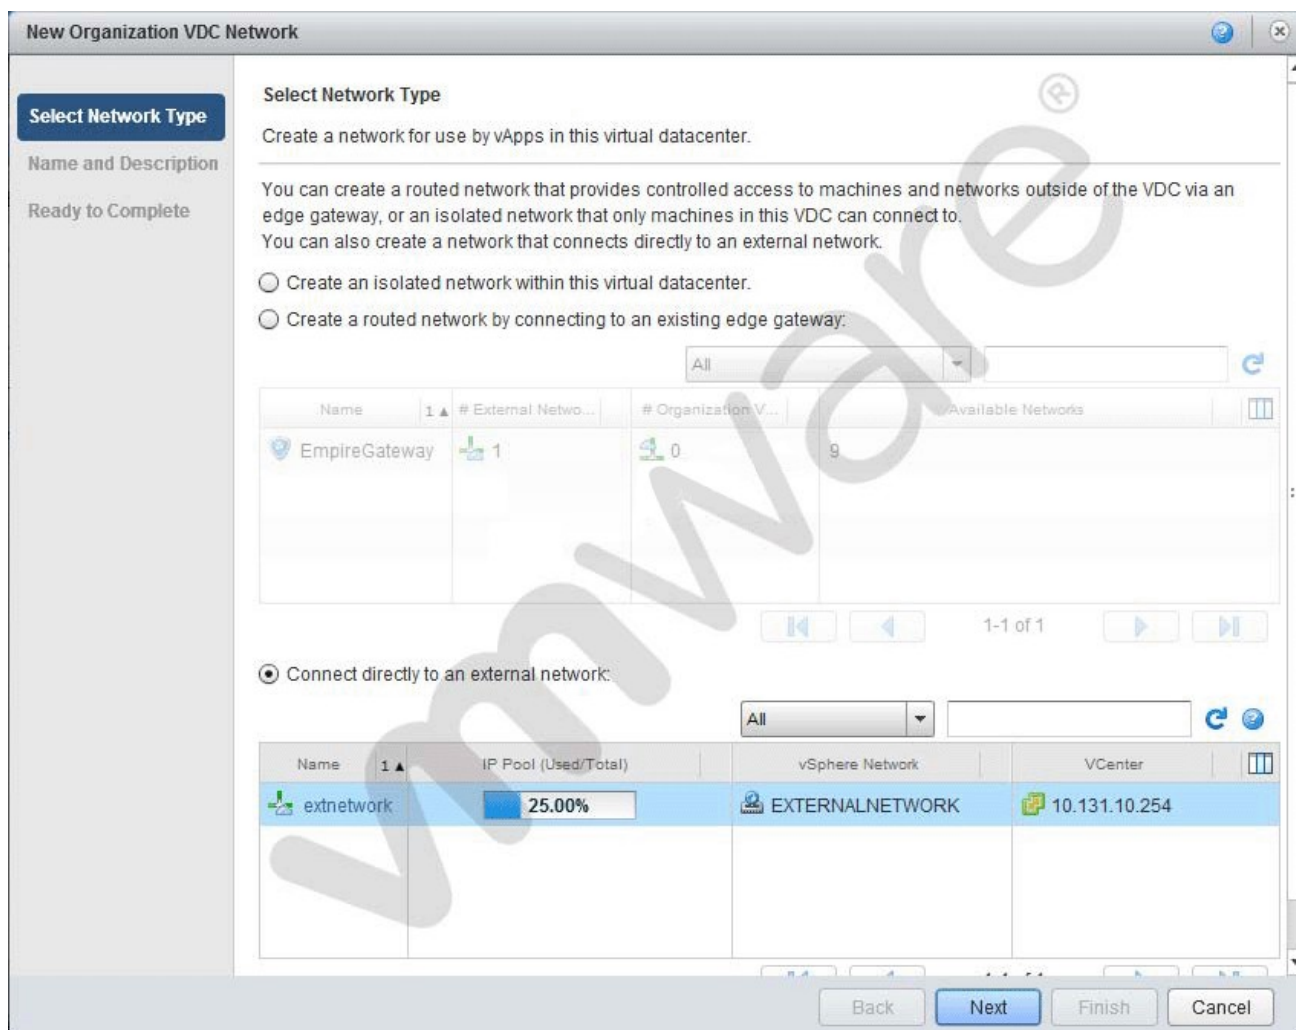 New Organization VDC Network
Select Network Type
Name and Description
Ready to Complete
Select Network Type
Create a network for use by vApps in this virtual datacenter.
You can create a routed network that provides controlled access to machines and networks outside of the VDC via an
edge gateway, or an isolated network that only machines in this VDC can connect to.
You can also create a network that connects directly to an external network.
Create an isolated network within this virtual datacenter.
Create a routed network by connecting to an existing edge gateway:
All
Name 1 ▲ # External Netwo... # Organization V... # Available Networks
EmpireGateway 1 0 9
1-1 of 1
Connect directly to an external network:
All
Name 1 ▲ IP Pool (Used/Total) vSphere Network VCenter
extnetwork 25.00% EXTERNALNETWORK 10.131.10.254
Back Next Finish Cancel
vmware®